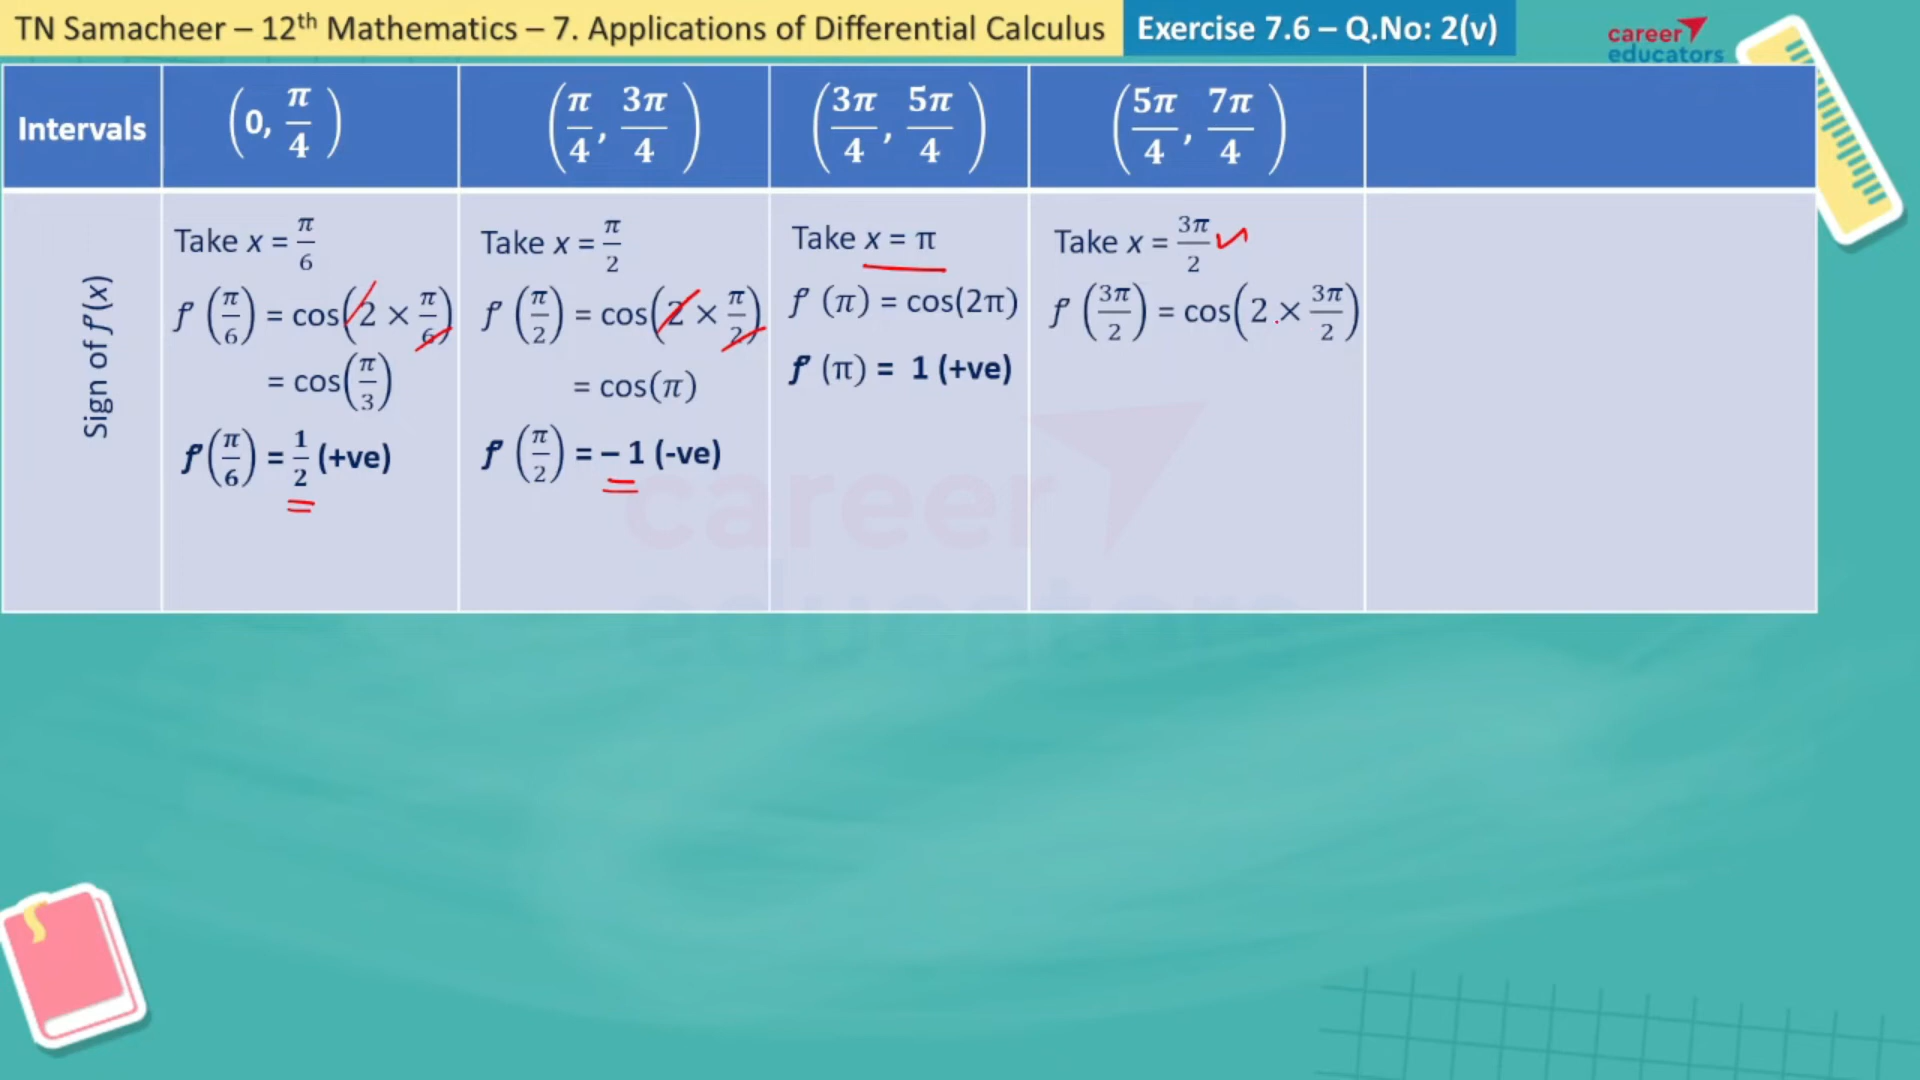 TN Samacheer – 12th Mathematics – 7. Applications of Differential Calculus
Exercise 7.6 – Q.No: 2(v)
career educators
Intervals
(0, π/4)
(π/4, 3π/4)
(3π/4, 5π/4)
(5π/4, 7π/4)
Sign of f'(x)
Take x = π/6
f' (π/6) = cos(2 × π/6)
= cos(π/3)
f'(π/6) = 1/2 (+ve)
Take x = π/2
f' (π/2) = cos(2 × π/2)
= cos(π)
f' (π/2) = – 1 (-ve)
Take x = π
f' (π) = cos(2π)
f' (π) = 1 (+ve)
Take x = 3π/2
f' (3π/2) = cos(2 × 3π/2)
career
educators